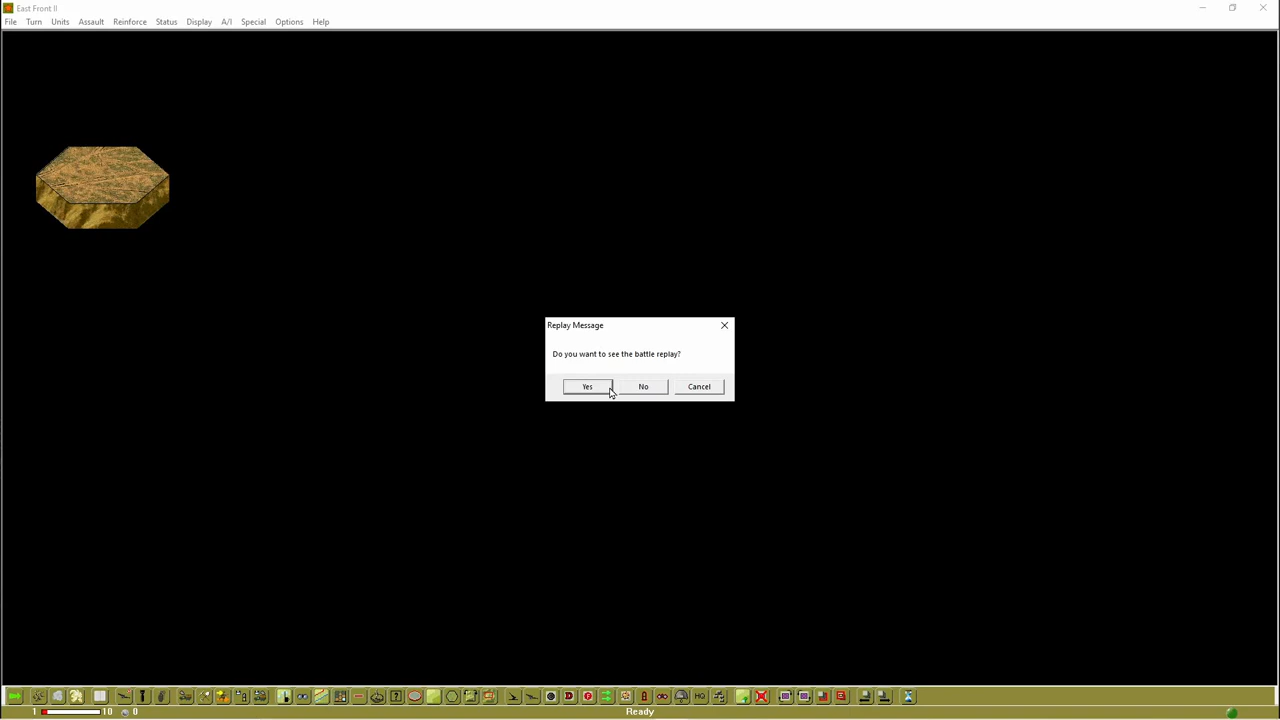 East Front II
File Turn Units Assault Reinforce Status Display A/I Special Options Help
Replay Message
Do you want to see the battle replay?
Yes No Cancel
HQ
1 10 0
Ready